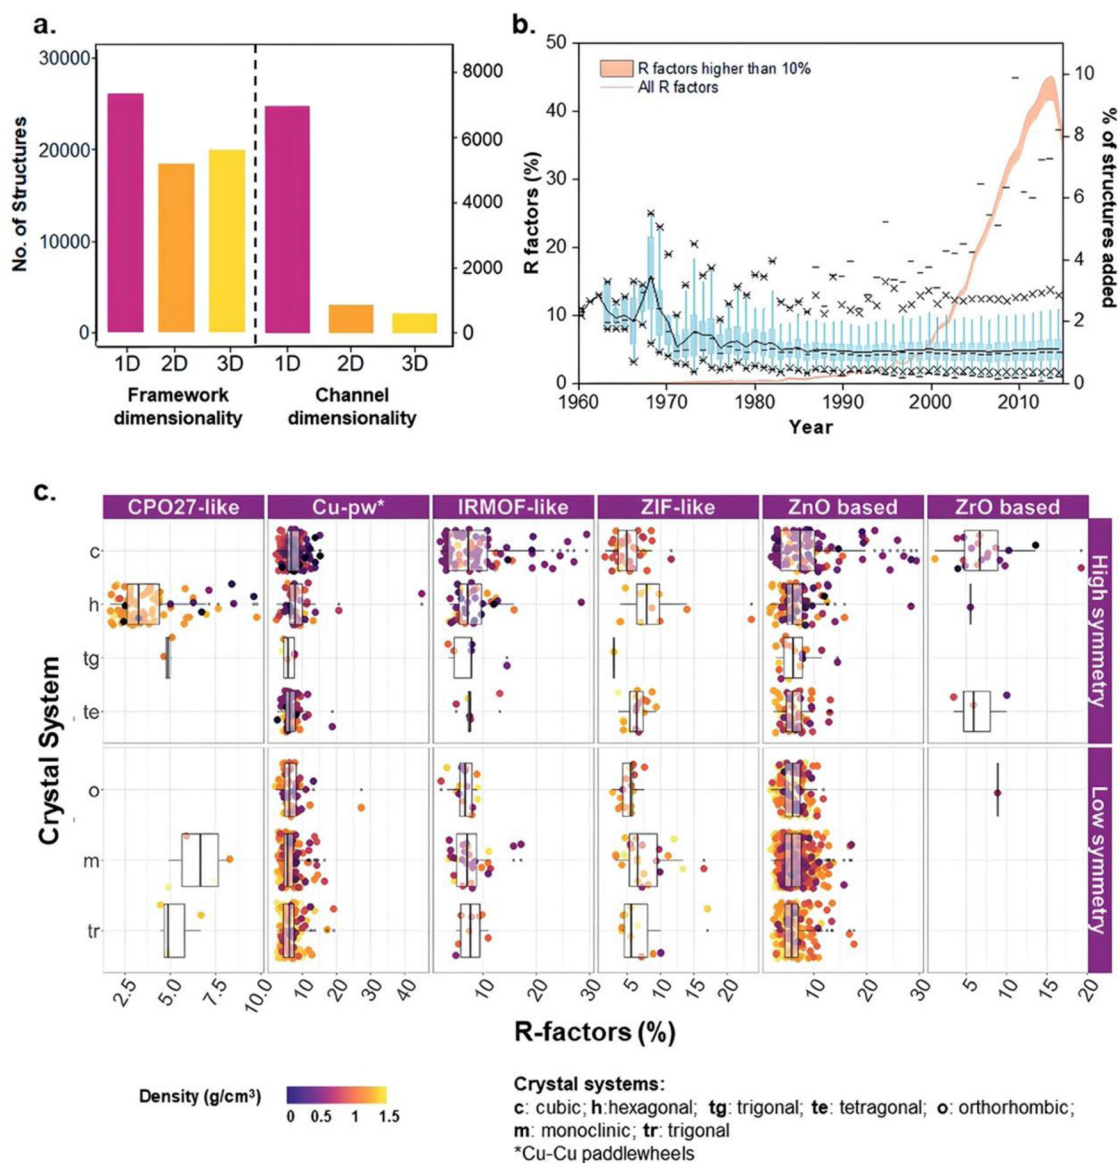 a.
30000
20000
10000
0
No. of Structures
8000
6000
4000
2000
0
1D 2D 3D 1D 2D 3D
Framework dimensionality
Channel dimensionality
b.
R factors higher than 10%
All R factors
50
40
30
20
10
0
R factors (%)
10
8
6
4
2
0
% of structures added
1960 1970 1980 1990 2000 2010
Year
c.
CPO27-like Cu-pw* IRMOF-like ZIF-like ZnO based ZrO based
Crystal System
c
h
tg
te
o
m
tr
High symmetry
Low symmetry
2.5 5.0 7.5 10.0 10 20 30 40 10 20 30 5 10 15 20 10 20 30 5 10 15 20
R-factors (%)
Density (g/cm³)
0 0.5 1.5
Crystal systems:
c: cubic; h:hexagonal; tg: trigonal; te: tetragonal; o: orthorhombic;
m: monoclinic; tr: trigonal
*Cu-Cu paddlewheels